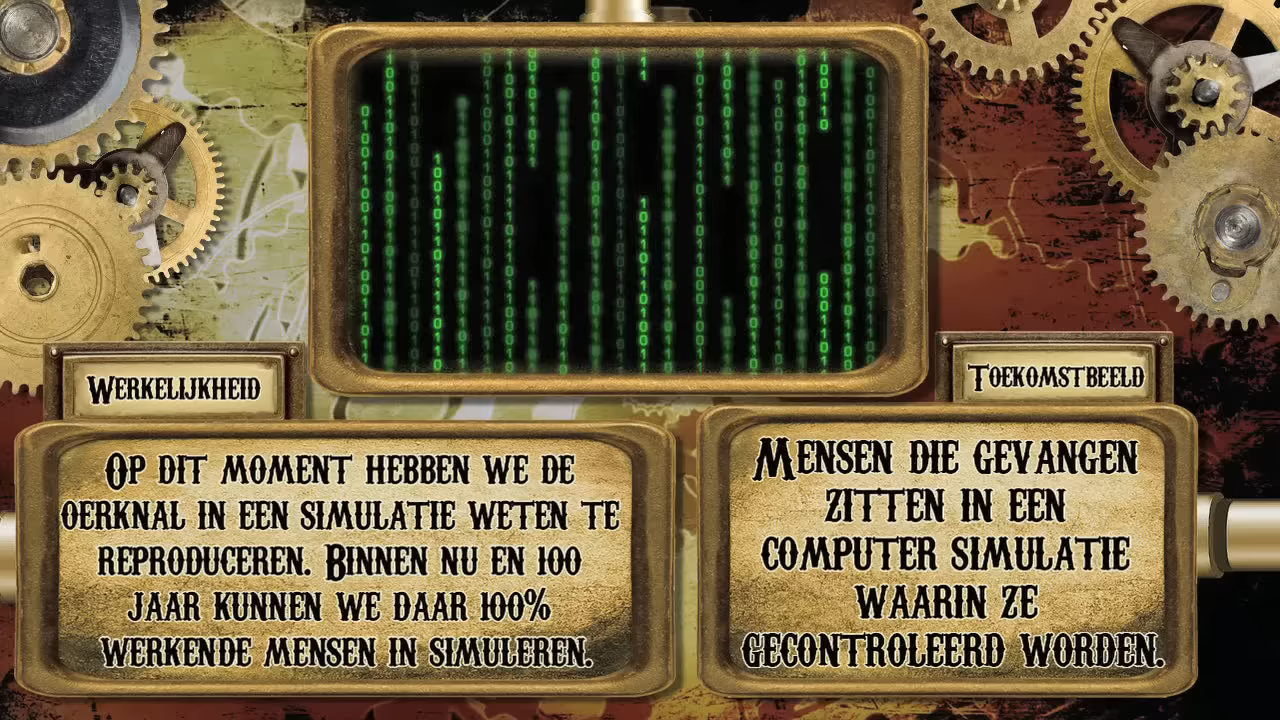 Werkelijkheid
Toekomstbeeld
Op dit moment hebben we de
oerknal in een simulatie weten te
reproduceren. Binnen nu en 100
jaar kunnen we daar 100%
werkende mensen in simuleren.
Mensen die gevangen
zitten in een
computer simulatie
waarin ze
gecontroleerd worden.